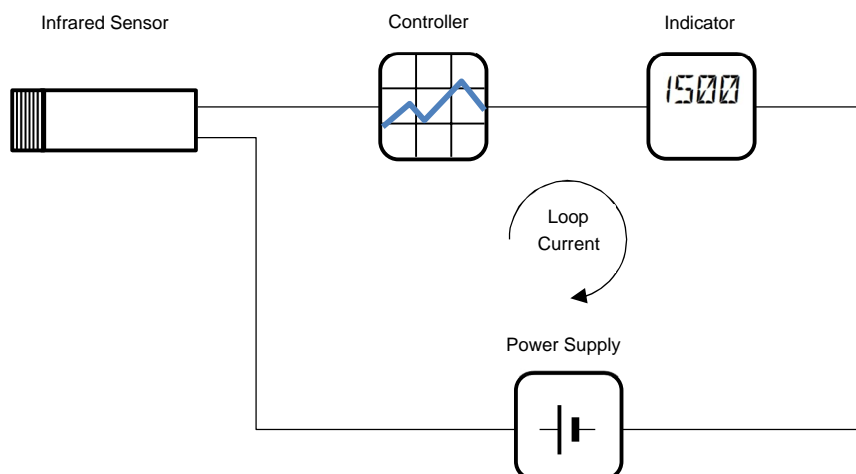 Infrared Sensor
Controller
Indicator
1500
Loop
Current
Power Supply